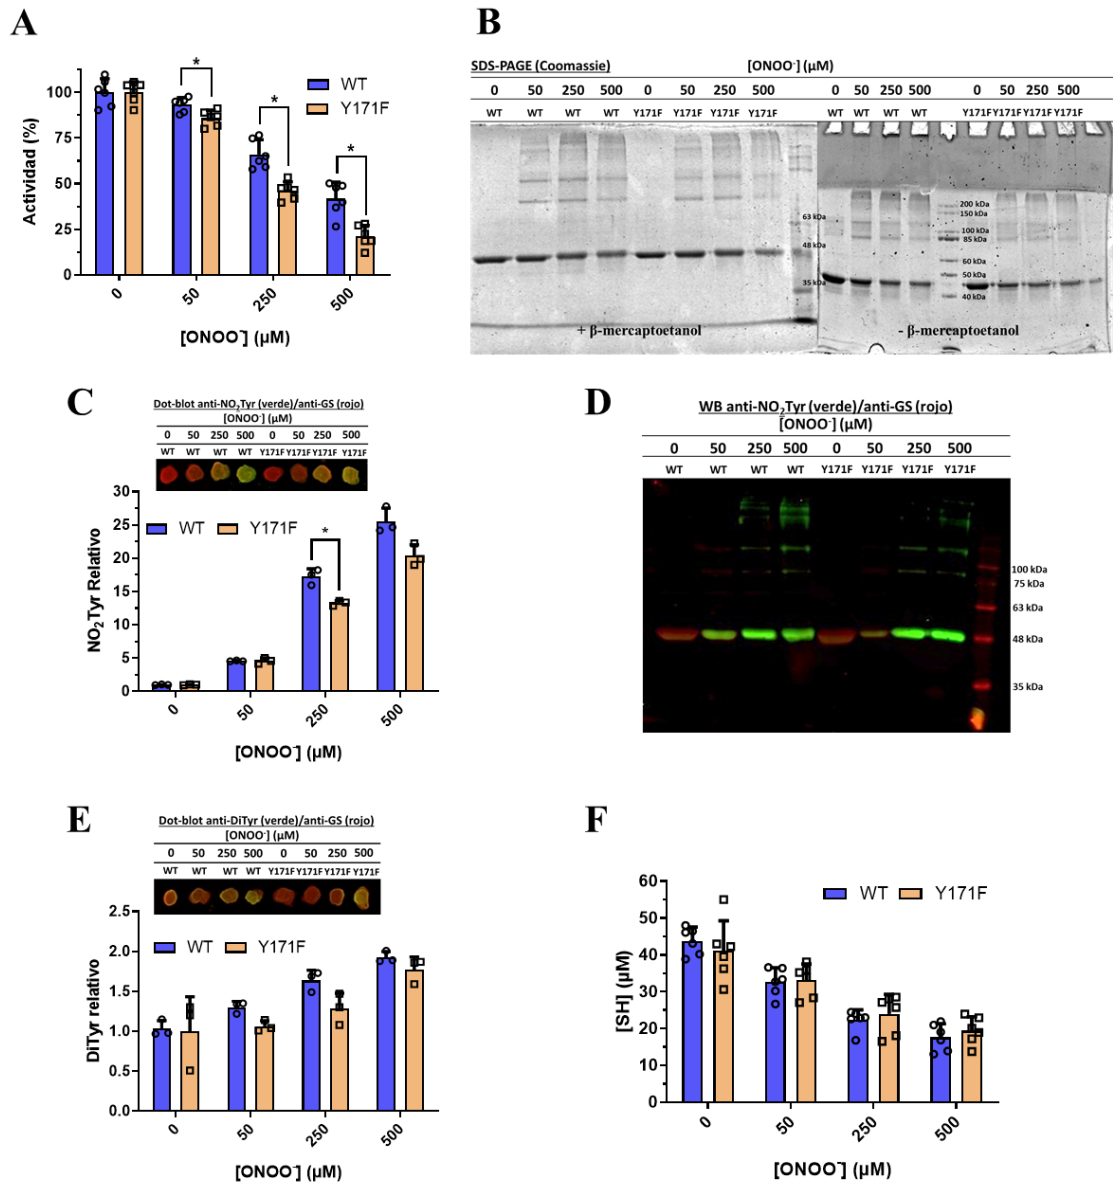 A
Actividad (%)
100
75
50
25
0
*
*
*
WT
Y171F
0
50
250
500
[ONOO⁻] (µM)
B
SDS-PAGE (Coomassie)
[ONOO⁻] (µM)
0 50 250 500 0 50 250 500 0 50 250 500 0 50 250 500
WT WT WT WT Y171F Y171F Y171F Y171F WT WT WT WT Y171F Y171F Y171F Y171F
63 kDa
48 kDa
35 kDa
200 kDa
150 kDa
100 kDa
85 kDa
60 kDa
50 kDa
40 kDa
+ β-mercaptoetanol
- β-mercaptoetanol
C
Dot-blot anti-NO₂Tyr (verde)/anti-GS (rojo)
[ONOO⁻] (µM)
0 50 250 500 0 50 250 500
WT WT WT WT Y171F Y171F Y171F Y171F
NO₂Tyr Relativo
30
25
20
15
10
5
0
WT
Y171F
*
0
50
250
500
[ONOO⁻] (µM)
D
WB anti-NO₂Tyr (verde)/anti-GS (rojo)
[ONOO⁻] (µM)
0 50 250 500 0 50 250 500
WT WT WT WT Y171F Y171F Y171F Y171F
100 kDa
75 kDa
63 kDa
48 kDa
35 kDa
E
Dot-blot anti-DiTyr (verde)/anti-GS (rojo)
[ONOO⁻] (µM)
0 50 250 500 0 50 250 500
WT WT WT WT Y171F Y171F Y171F Y171F
DiTyr relativo
2.5
2.0
1.5
1.0
0.5
0.0
WT
Y171F
0
50
250
500
[ONOO⁻] (µM)
F
[SH] (µM)
60
50
40
30
20
10
0
WT
Y171F
0
50
250
500
[ONOO⁻] (µM)